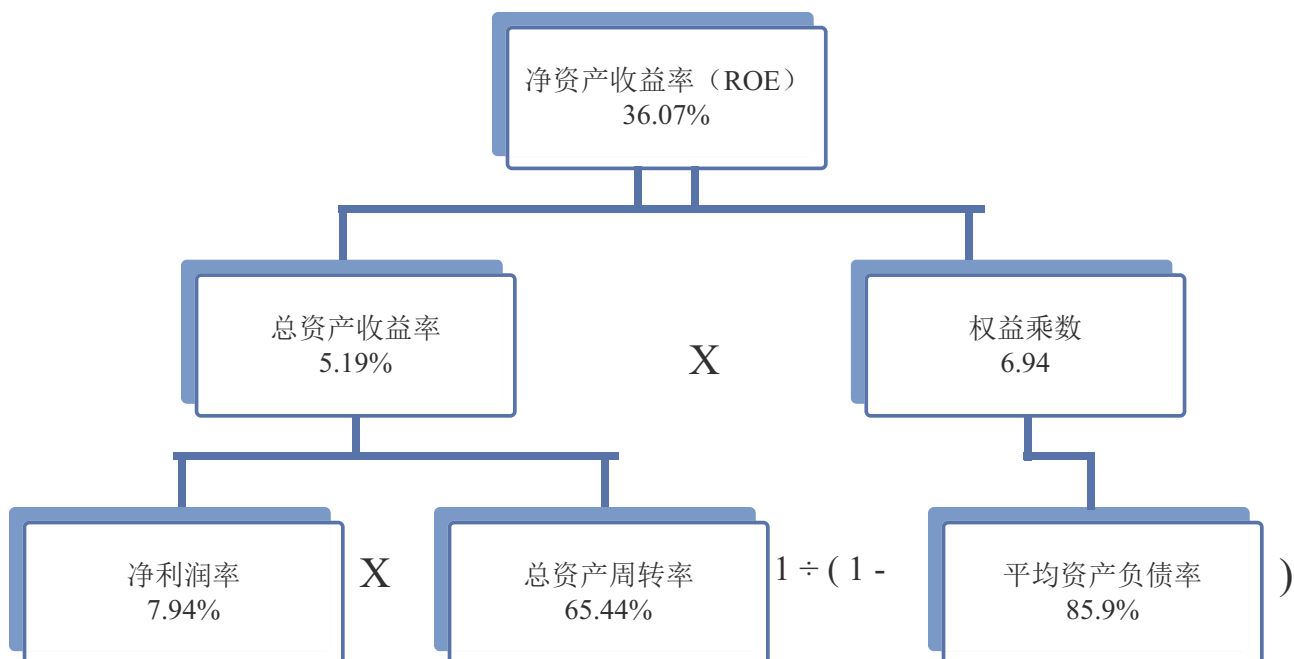 净资产收益率（ROE）
36.07%
总资产收益率
5.19%
X
权益乘数
6.94
净利润率
7.94%
X
总资产周转率
65.44%
1 ÷ ( 1 -
平均资产负债率
85.9%
)